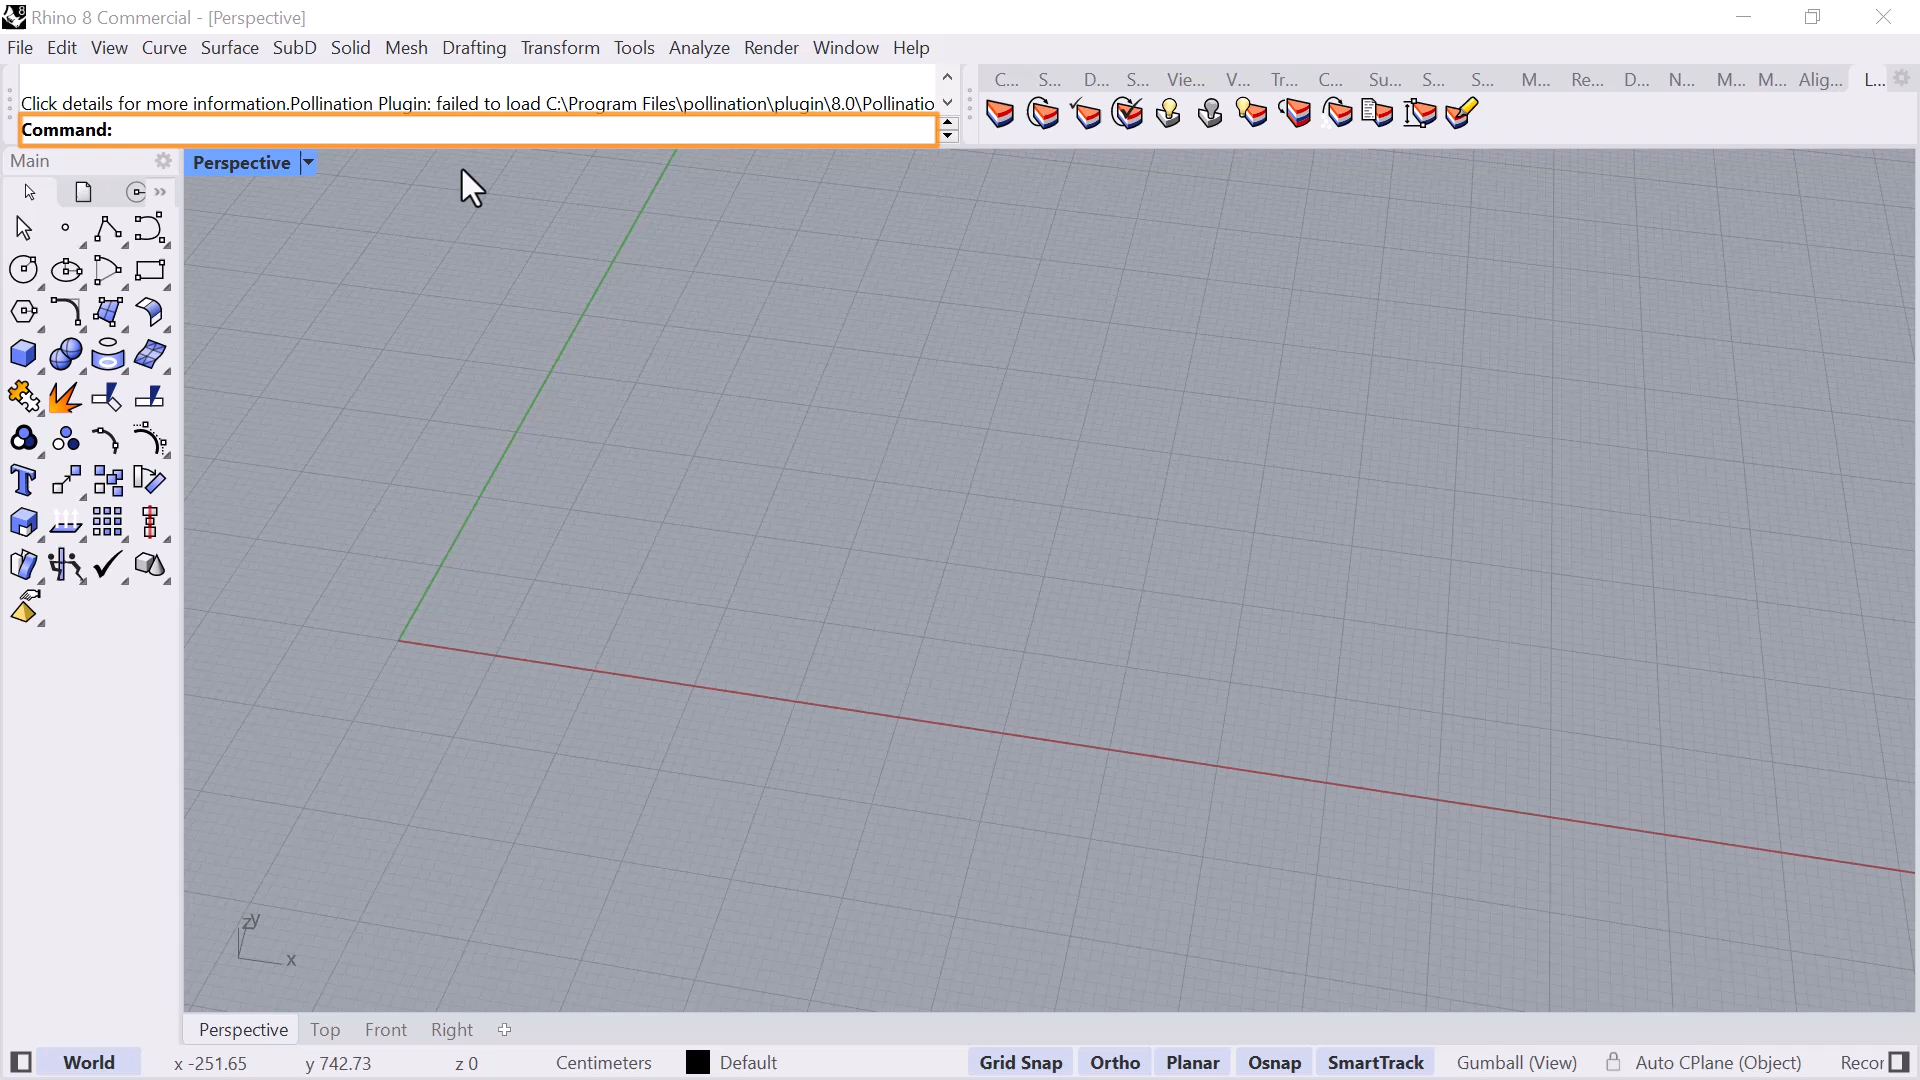 Rhino 8 Commercial - [Perspective]
File Edit View Curve Surface SubD Solid Mesh Drafting Transform Tools Analyze Render Window Help
C... S... D... S... Vie... V... Tr... C... Su... S... S... M... Re... D... N... M... M... Alig... L...
Click details for more information.Pollination Plugin: failed to load C:\Program Files\pollination\plugin\8.0\Pollinatio
Command:
Main
Perspective
zy
x
Perspective Top Front Right
World x -251.65 y 742.73 z 0 Centimeters Default Grid Snap Ortho Planar Osnap SmartTrack Gumball (View) Auto CPlane (Object) Recor